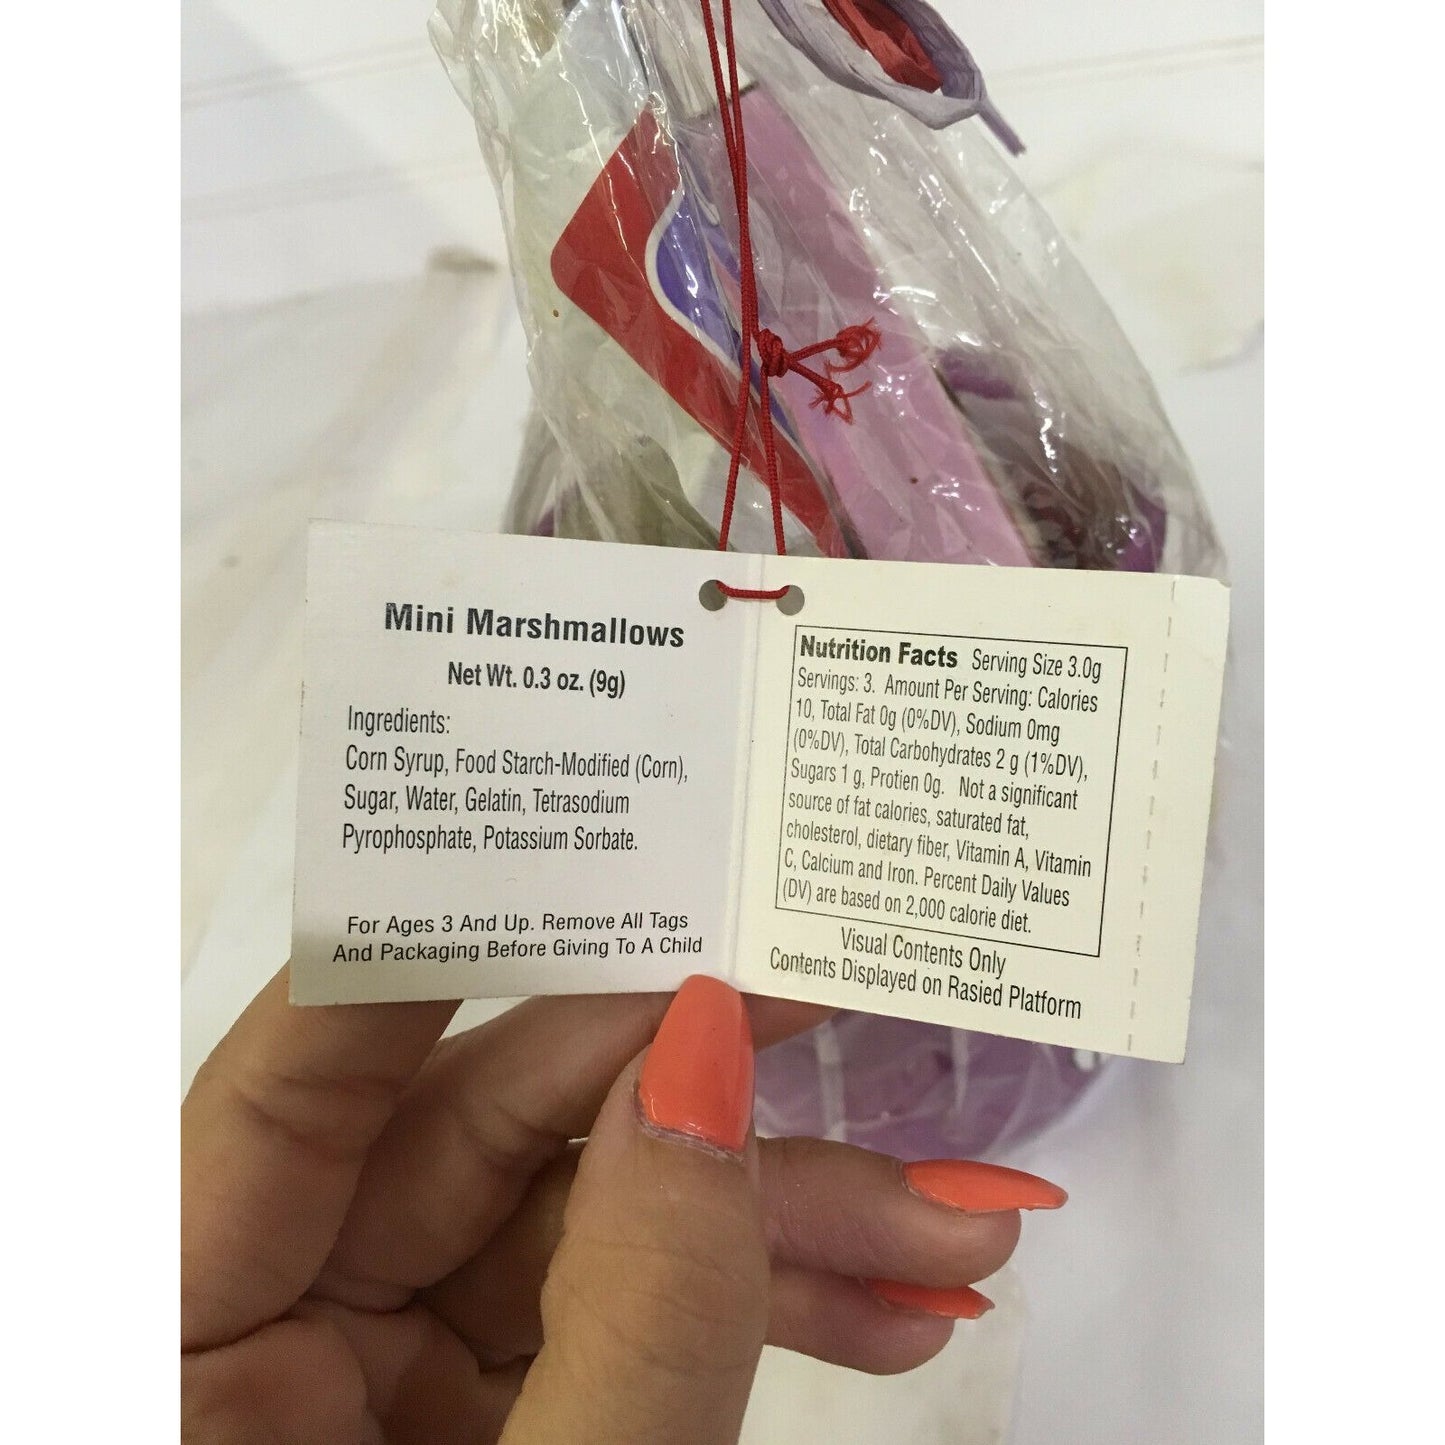 Mini Marshmallows
Net Wt. 0.3 oz. (9g)
Ingredients:
Corn Syrup, Food Starch-Modified (Corn),
Sugar, Water, Gelatin, Tetrasodium
Pyrophosphate, Potassium Sorbate.
For Ages 3 And Up. Remove All Tags
And Packaging Before Giving To A Child
Nutrition Facts Serving Size 3.0g
Servings: 3. Amount Per Serving: Calories
10, Total Fat 0g (0%DV), Sodium 0mg
(0%DV), Total Carbohydrates 2 g (1%DV),
Sugars 1 g, Protien 0g. Not a significant
source of fat calories, saturated fat,
cholesterol, dietary fiber, Vitamin A, Vitamin
C, Calcium and Iron. Percent Daily Values
(DV) are based on 2,000 calorie diet.
Visual Contents Only
Contents Displayed on Rasied Platform